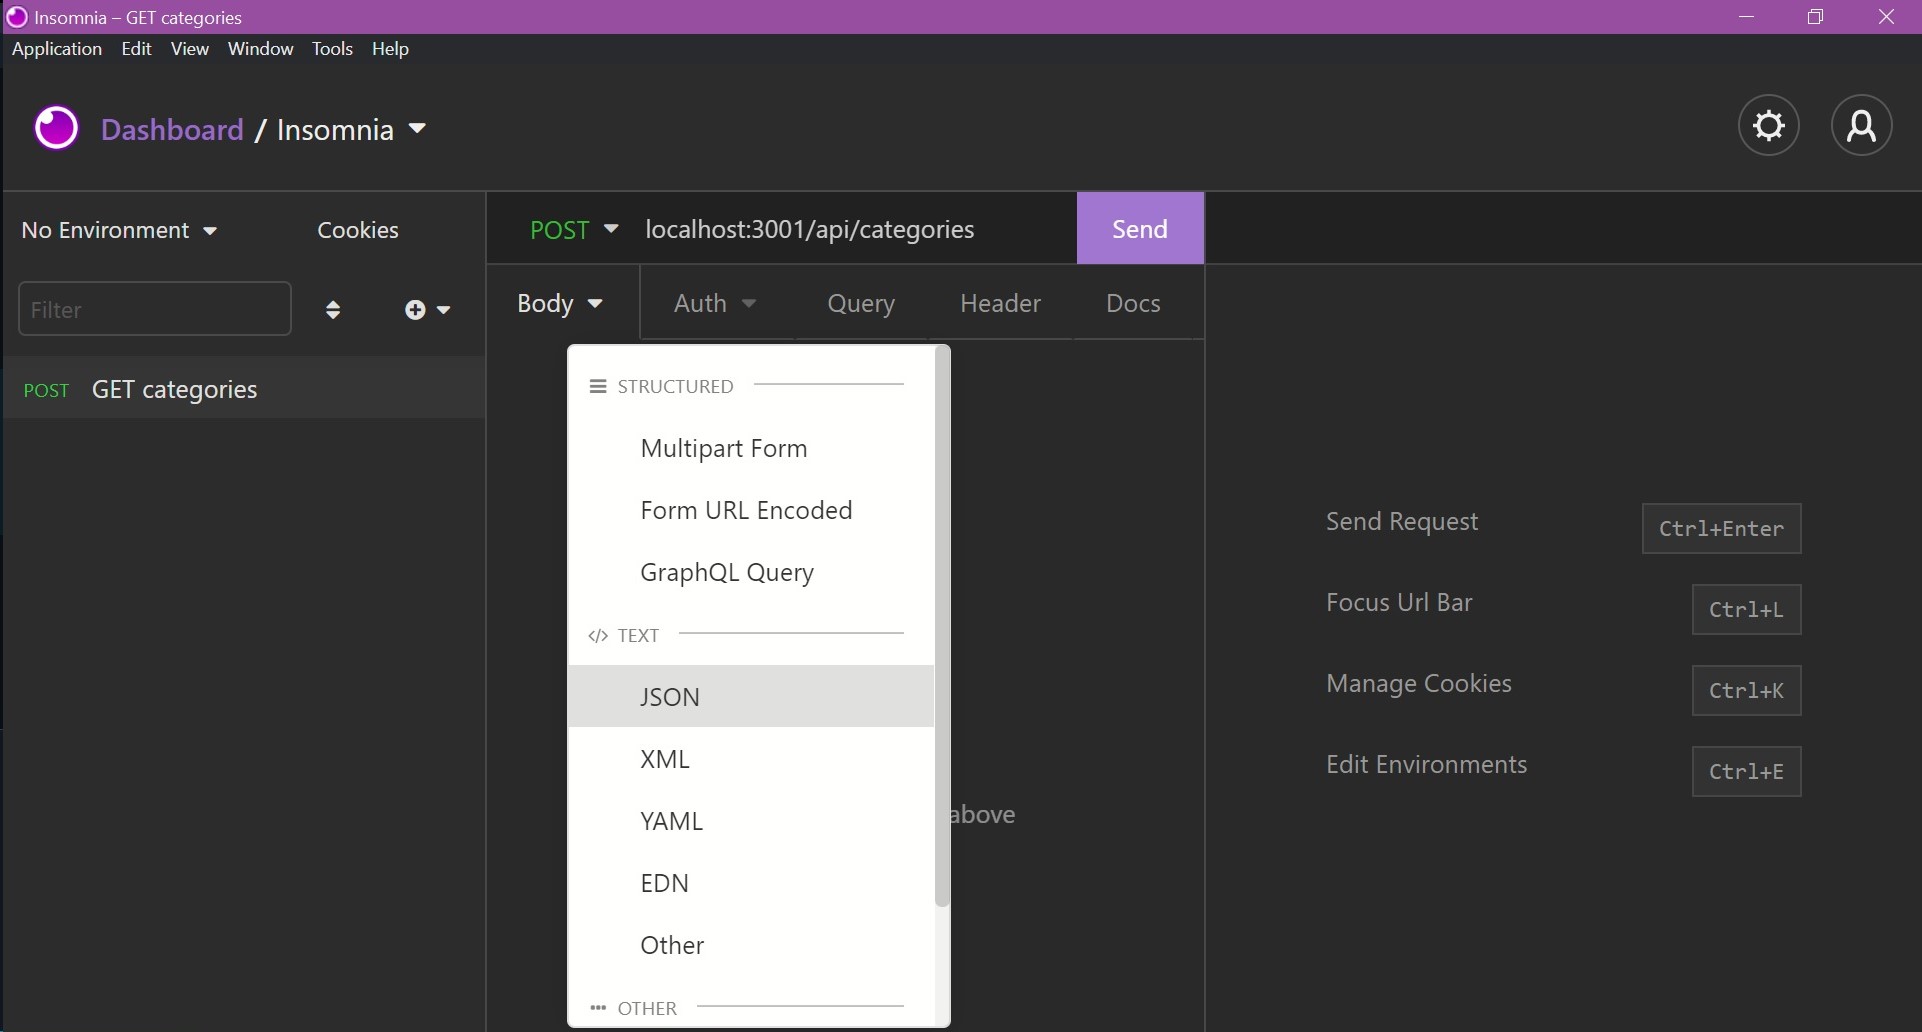 Insomnia – GET categories
Application Edit View Window Tools Help
Dashboard / Insomnia
No Environment Cookies
POST localhost:3001/api/categories Send
Filter
Body Auth Query Header Docs
POST GET categories
STRUCTURED
Multipart Form
Form URL Encoded
GraphQL Query
TEXT
JSON
XML
YAML
EDN
Other
OTHER
above
Send Request Ctrl+Enter
Focus Url Bar Ctrl+L
Manage Cookies Ctrl+K
Edit Environments Ctrl+E